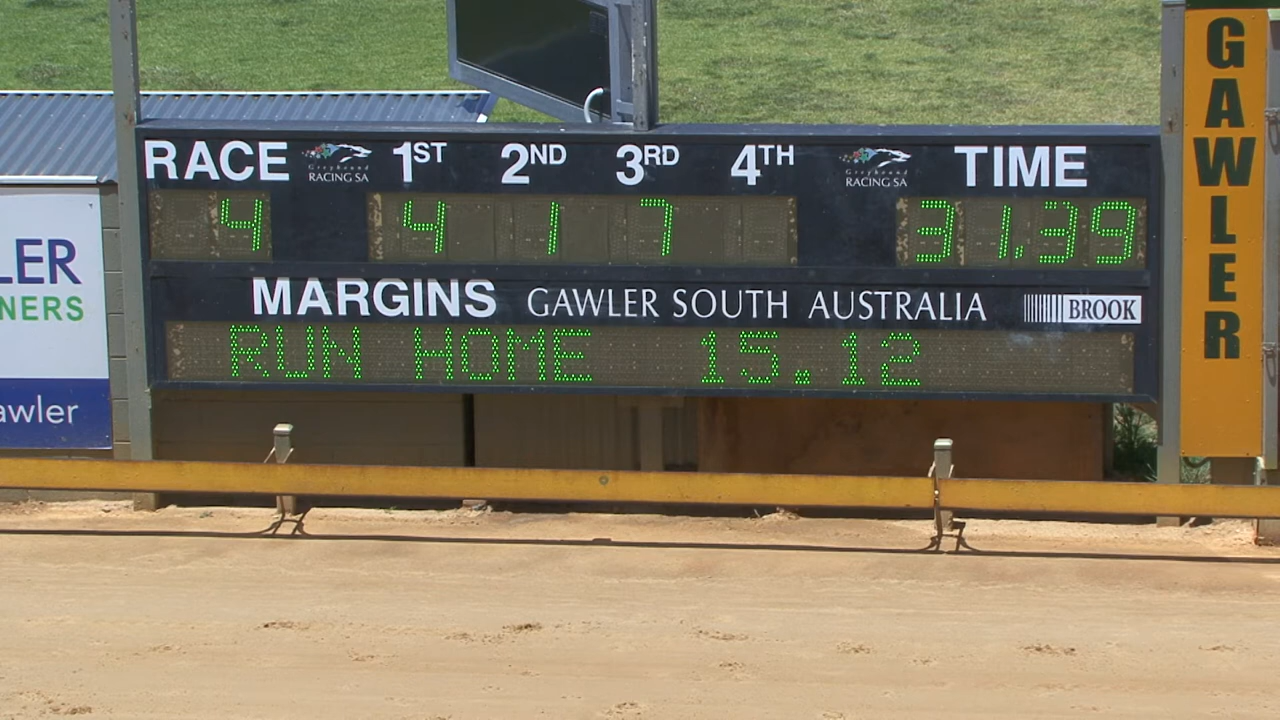 RACE Greyhound RACING SA 1ST 2ND 3RD 4TH Greyhound RACING SA TIME
4 4 1 7 31.39
MARGINS GAWLER SOUTH AUSTRALIA BROOK
RUN HOME 15.12
GAWLER
LER
NERS
awler